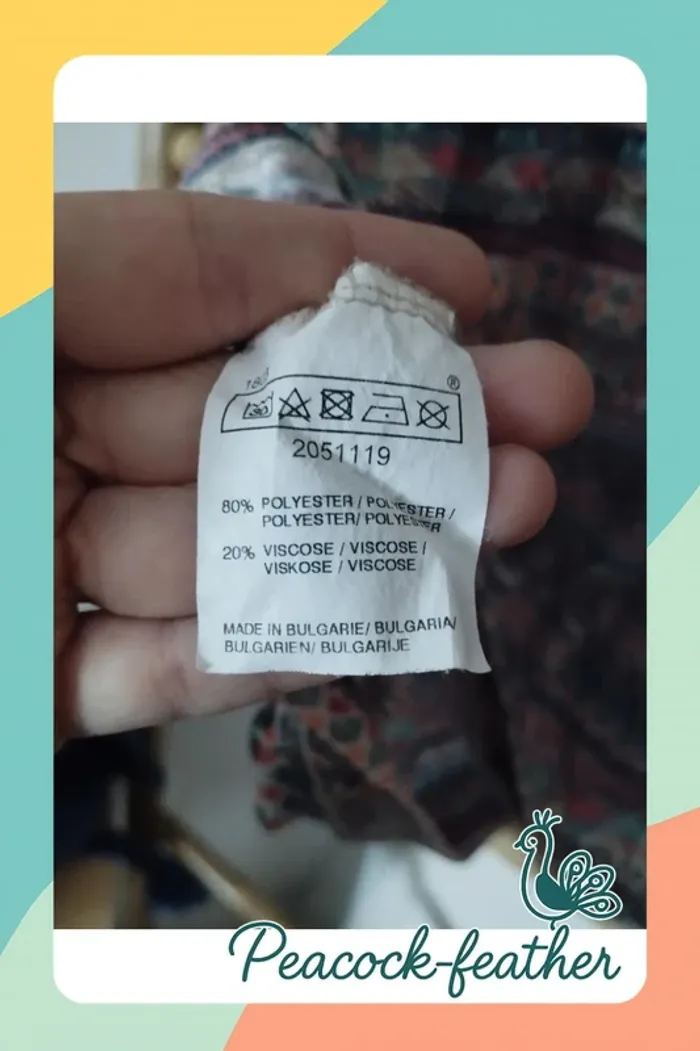 ®
2051119
80% POLYESTER / POLYESTER /
POLYESTER/ POLYESTER
20% VISCOSE / VISCOSE /
VISKOSE / VISCOSE
MADE IN BULGARIE/ BULGARIA/
BULGARIEN/ BULGARIJE
Peacock-feather